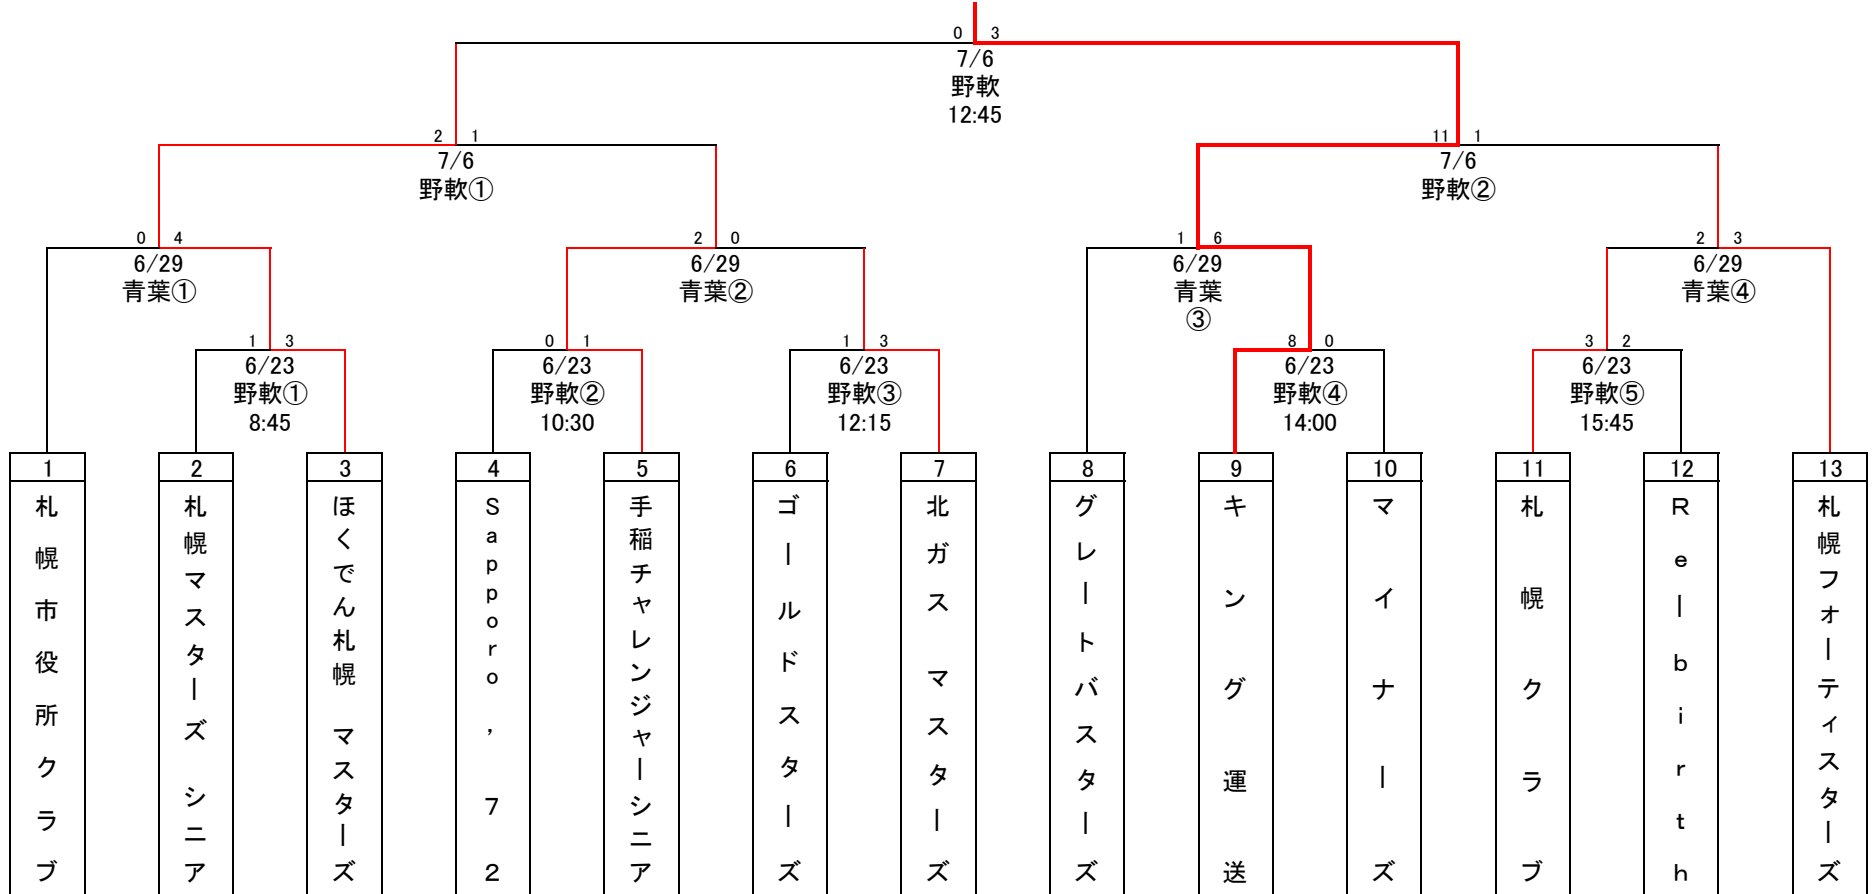 0 3
7/6
野軟
12:45
2 1
7/6
野軟①
11 1
7/6
野軟②
0 4
6/29
青葉①
2 0
6/29
青葉②
1 6
6/29
青葉
③
2 3
6/29
青葉④
1 3
6/23
野軟①
8:45
0 1
6/23
野軟②
10:30
1 3
6/23
野軟③
12:15
8 0
6/23
野軟④
14:00
3 2
6/23
野軟⑤
15:45
1
札幌市役所クラブ
2
札幌マスターズ シニア
3
ほくでん札幌 マスターズ
4
Sapporo,72
5
手稲チャレンジャーシニア
6
ゴールドスターズ
7
北ガス マスターズ
8
グレートバスターズ
9
キング運送
10
マイナーズ
11
札幌クラブ
12
Re-birth
13
札幌フォーティスターズ